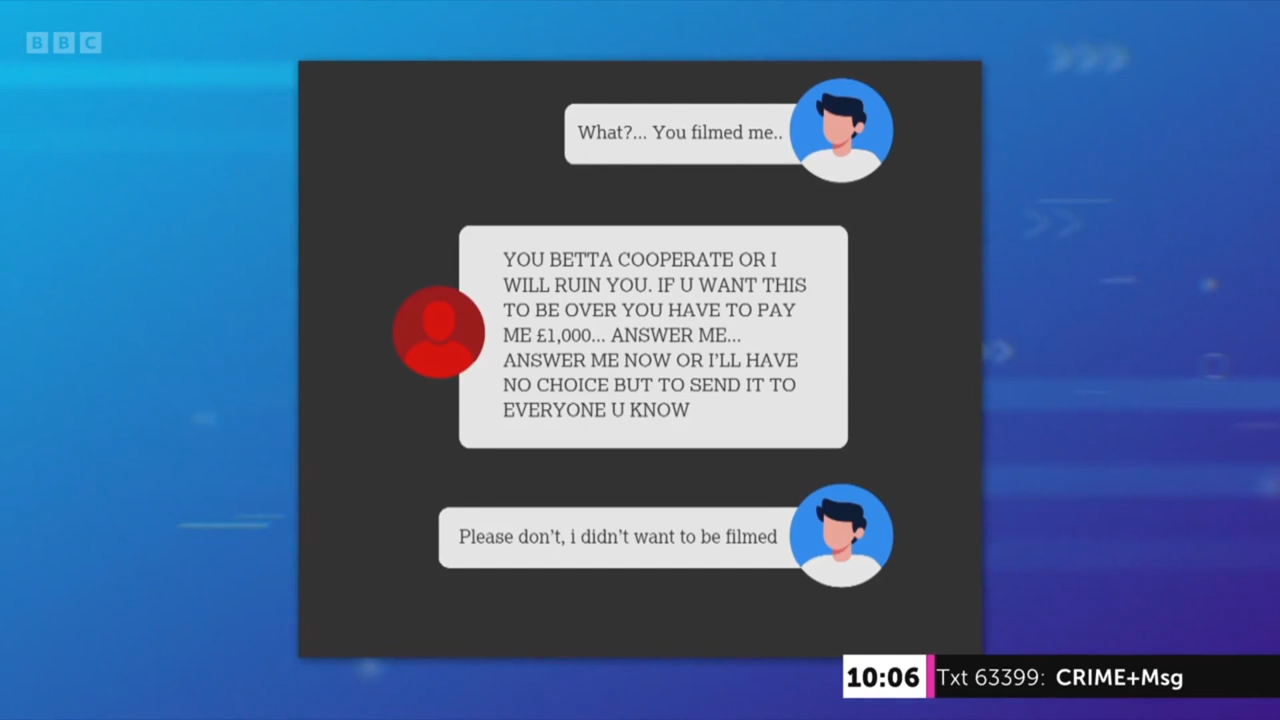 BBC
What?... You filmed me..
YOU BETTA COOPERATE OR I
WILL RUIN YOU. IF U WANT THIS
TO BE OVER YOU HAVE TO PAY
ME £1,000... ANSWER ME...
ANSWER ME NOW OR I'LL HAVE
NO CHOICE BUT TO SEND IT TO
EVERYONE U KNOW
Please don't, i didn't want to be filmed
10:06 Txt 63399: CRIME+Msg